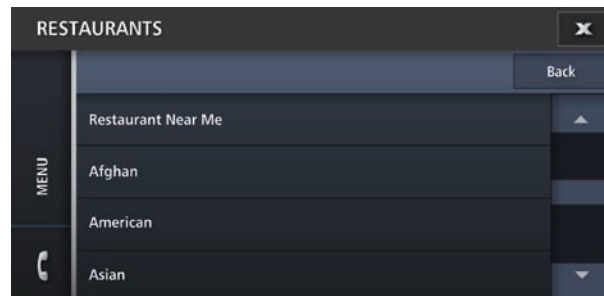 RESTAURANTS
Back
Restaurant Near Me
Afghan
MENU
American
Asian